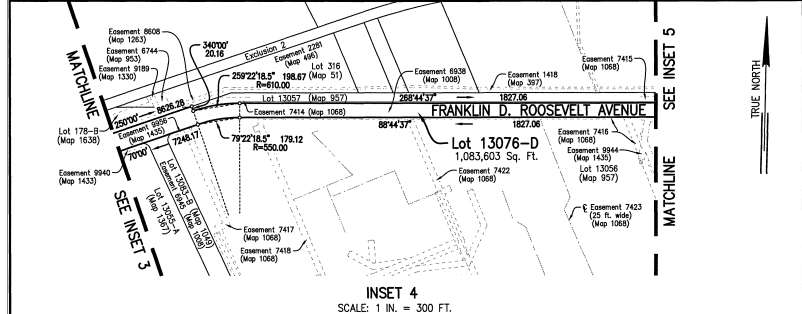 Easement 8608
(Map 1263)
Easement 6744
(Map 953)
Easement 9189
(Map 1330)
MATCHLINE
340°00'
20.16
Exclusion 2
Easement 2281
(Map 496)
Lot 316
(Map 51)
259°22'18.5" 198.67
R=610.00
Easement 6938
(Map 1008)
Easement 1418
(Map 397)
Easement 7415
(Map 1068)
SEE INSET 5
TRUE NORTH
250°00' 8626.28
Lot 13057 (Map 957)
268°44'37" 1827.06
Easement 7414 (Map 1068)
FRANKLIN D. ROOSEVELT AVENUE
Lot 178-B
(Map 1638)
Easement 9956
(Map 1435)
70°00' 7248.17
79°22'18.5" 179.12
R=550.00
88°44'37" 1827.06
Lot 13076-D
1,083,603 Sq. Ft.
Easement 7416
(Map 1068)
Easement 9944
(Map 1435)
Lot 13056
(Map 957)
Easement 7422
(Map 1068)
Easement 9940
(Map 1433)
SEE INSET 3
Lot 13055-A
(Map 1367)
Lot 13083-B (Map 1049)
Easement 6945 (Map 1008)
Easement 7417
(Map 1068)
Easement 7418
(Map 1068)
Easement 7423
(25 ft. wide)
(Map 1068)
MATCHLINE
INSET 4
SCALE: 1 IN. = 300 FT.